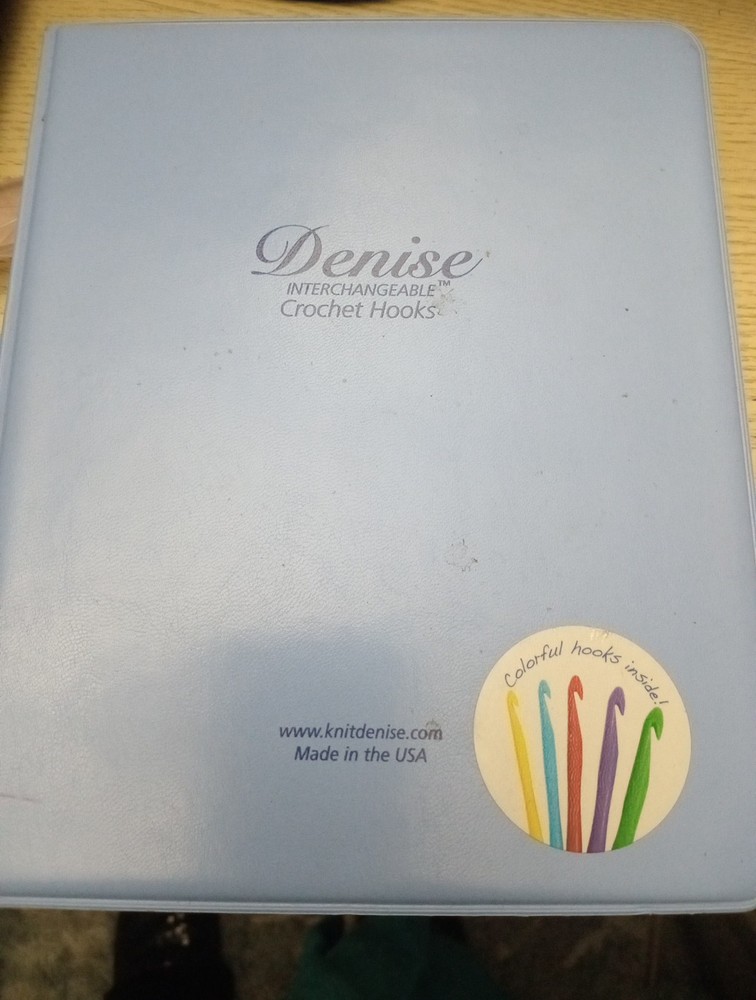 Denise
INTERCHANGEABLE™
Crochet Hooks
Colorful hooks inside!
www.knitdenise.com
Made in the USA